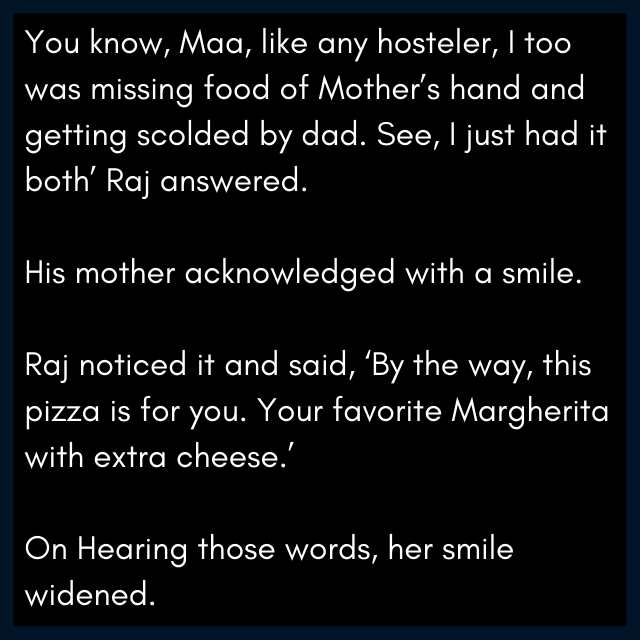 You know, Maa, like any hosteler, I too
was missing food of Mother’s hand and
getting scolded by dad. See, I just had it
both’ Raj answered.
His mother acknowledged with a smile.
Raj noticed it and said, ‘By the way, this
pizza is for you. Your favorite Margherita
with extra cheese.’
On Hearing those words, her smile
widened.